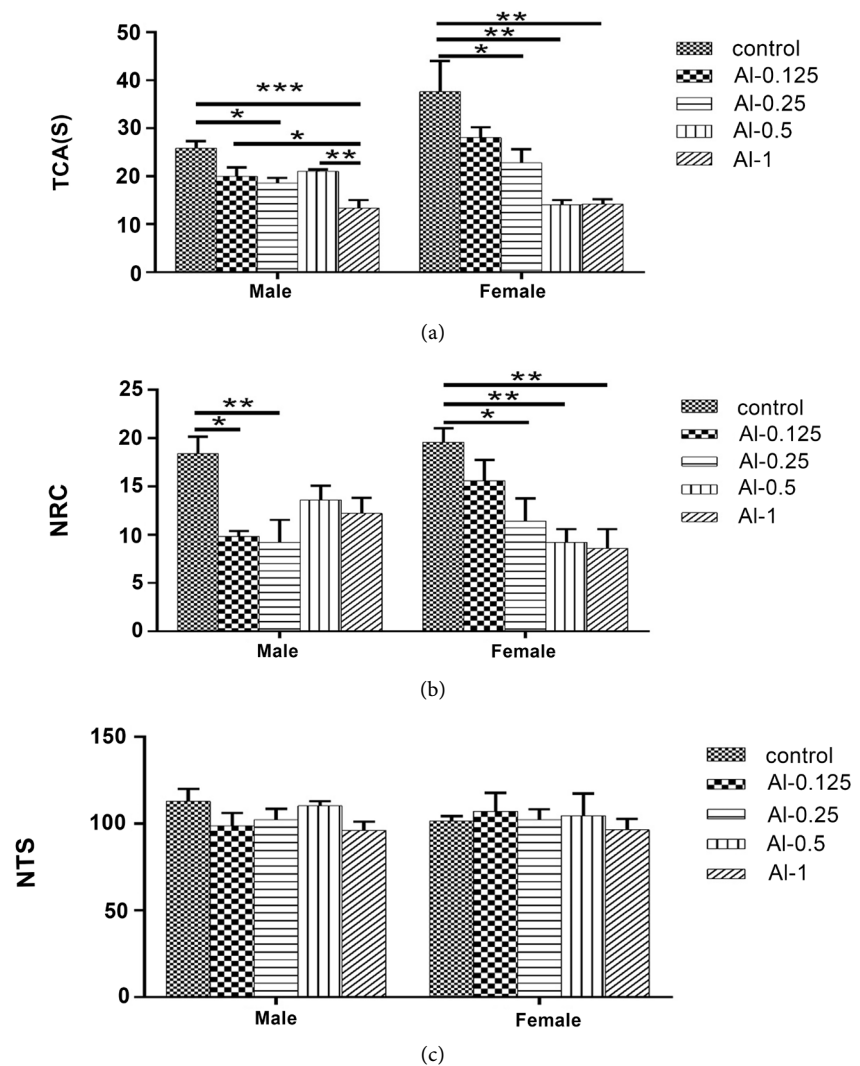 50
40
30
20
10
0
TCA(S)
***
*
*
**
**
**
*
Male
Female
control
Al-0.125
Al-0.25
Al-0.5
Al-1
(a)
25
20
15
10
5
0
NRC
**
*
**
**
*
Male
Female
control
Al-0.125
Al-0.25
Al-0.5
Al-1
(b)
150
100
50
0
NTS
Male
Female
control
Al-0.125
Al-0.25
Al-0.5
Al-1
(c)